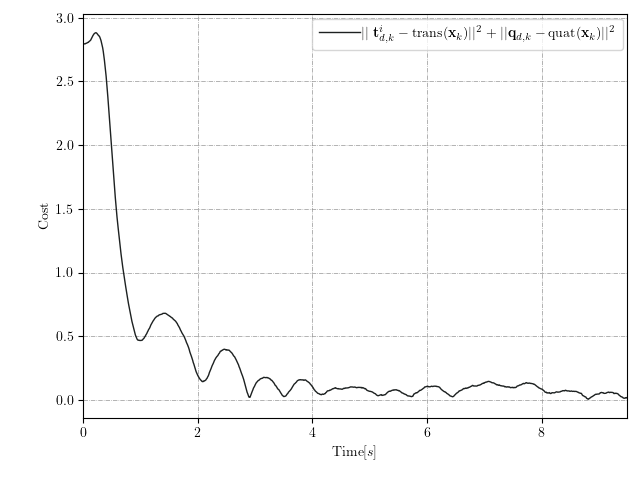 || t^i_{d,k} − trans(x_k)||^2 + ||q_{d,k} − quat(x_k)||^2
3.0
2.5
2.0
1.5
1.0
0.5
0.0
Cost
0 2 4 6 8
Time[s]